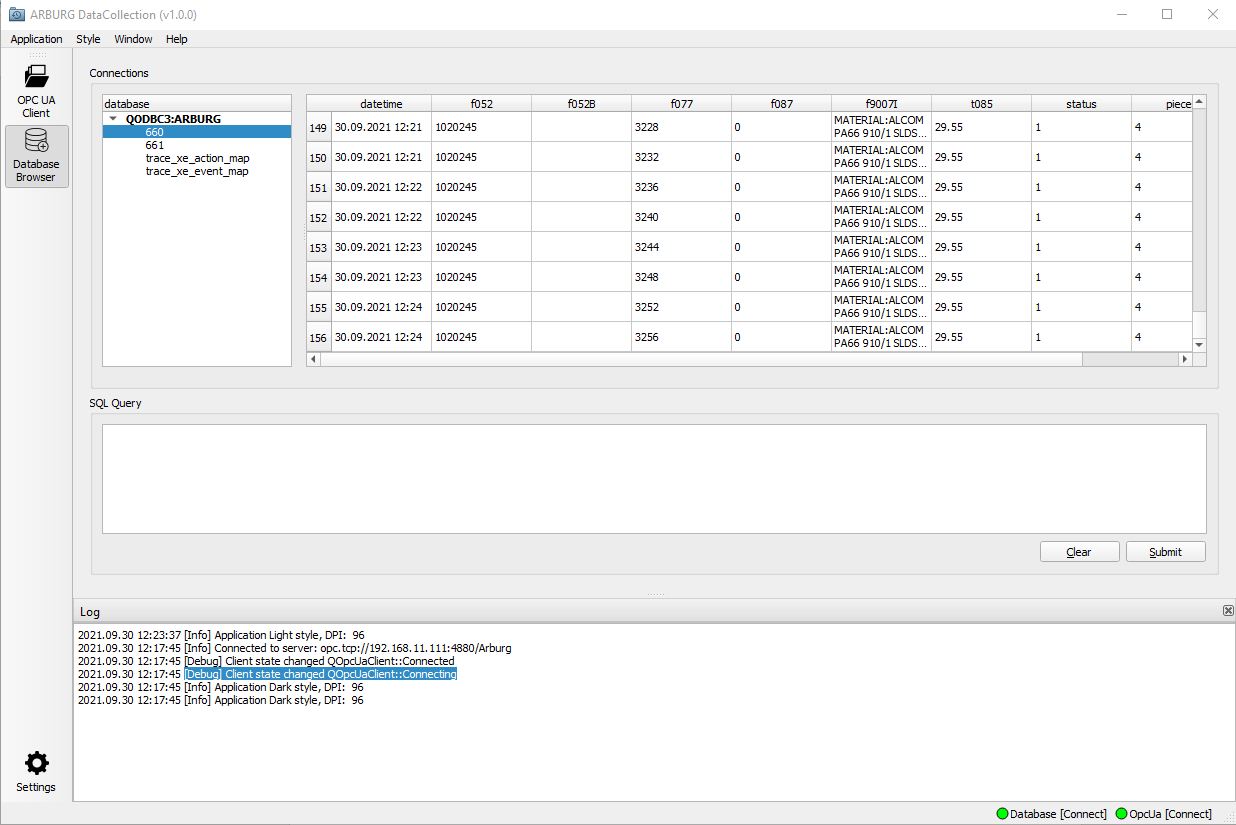 ARBURG DataCollection (v1.0.0)
Application Style Window Help
OPC UA
Client
Database
Browser
Settings
Connections
database
QODBC3:ARBURG
660
661
trace_xe_action_map
trace_xe_event_map
datetime f052 f052B f077 f087 f9007I t085 status piece
149 30.09.2021 12:21 1020245 3228 0 MATERIAL:ALCOM 29.55 1 4
PA66 910/1 SLDS...
150 30.09.2021 12:21 1020245 3232 0 MATERIAL:ALCOM 29.55 1 4
PA66 910/1 SLDS...
151 30.09.2021 12:22 1020245 3236 0 MATERIAL:ALCOM 29.55 1 4
PA66 910/1 SLDS...
152 30.09.2021 12:22 1020245 3240 0 MATERIAL:ALCOM 29.55 1 4
PA66 910/1 SLDS...
153 30.09.2021 12:23 1020245 3244 0 MATERIAL:ALCOM 29.55 1 4
PA66 910/1 SLDS...
154 30.09.2021 12:23 1020245 3248 0 MATERIAL:ALCOM 29.55 1 4
PA66 910/1 SLDS...
155 30.09.2021 12:24 1020245 3252 0 MATERIAL:ALCOM 29.55 1 4
PA66 910/1 SLDS...
156 30.09.2021 12:24 1020245 3256 0 MATERIAL:ALCOM 29.55 1 4
PA66 910/1 SLDS...
SQL Query
Clear Submit
Log
2021.09.30 12:23:37 [Info] Application Light style, DPI: 96
2021.09.30 12:17:45 [Info] Connected to server: opc.tcp://192.168.11.111:4880/Arburg
2021.09.30 12:17:45 [Debug] Client state changed QOpcUaClient::Connected
2021.09.30 12:17:45 [Debug] Client state changed QOpcUaClient::Connecting
2021.09.30 12:17:45 [Info] Application Dark style, DPI: 96
2021.09.30 12:17:45 [Info] Application Dark style, DPI: 96
Database [Connect] OpcUa [Connect]